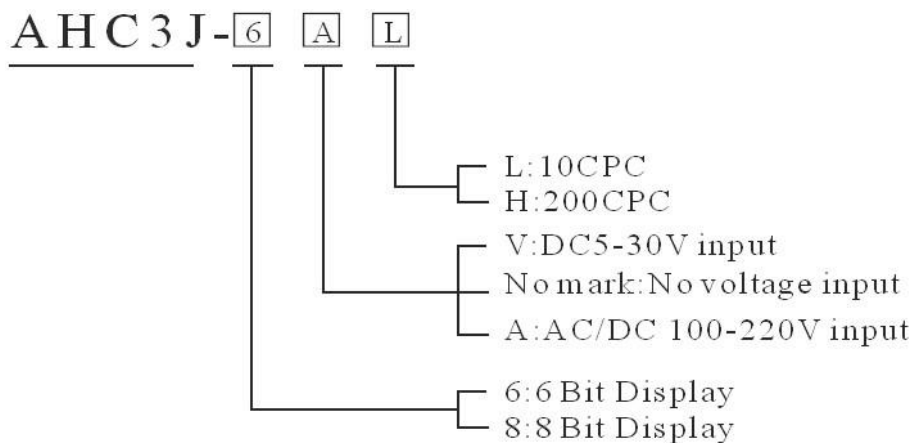 AHC3J-6 A L
L:10CPC
H:200CPC
V:DC5-30V input
No mark:No voltage input
A:AC/DC 100-220V input
6:6 Bit Display
8:8 Bit Display